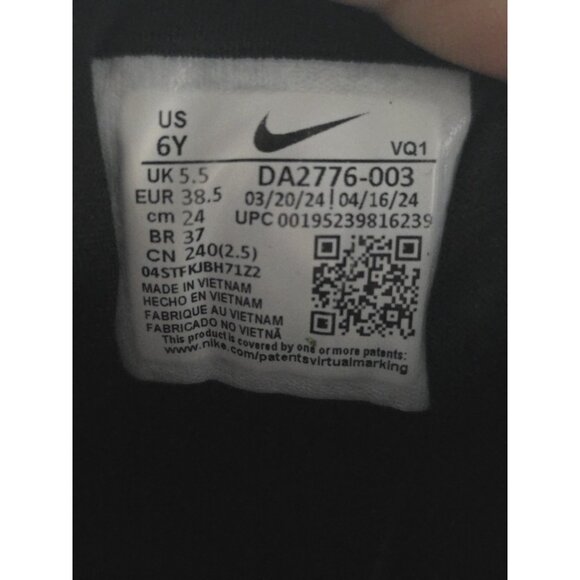 US
6Y
VQ1
UK 5.5
DA2776-003
EUR 38.5
03/20/24 | 04/16/24
cm 24
UPC 00195239816239
BR 37
CN 240(2.5)
04STFKJBH71Z2
MADE IN VIETNAM
HECHO EN VIETNAM
FABRIQUE AU VIETNAM
FABRICADO NO VIETNÃ
This product is covered by one or more patents:
www.nike.com/patentsvirtualmarking